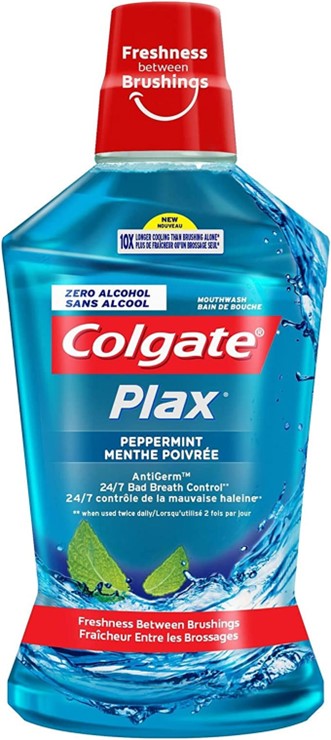 Freshness
between
Brushings
NEW
NOUVEAU
10X LONGER COOLING THAN BRUSHING ALONE*
PLUS DE FRAÎCHEUR QU'UN BROSSAGE SEUL*
ZERO ALCOHOL
SANS ALCOOL
MOUTHWASH
BAIN DE BOUCHE
Colgate®
Plax®
PEPPERMINT
MENTHE POIVRÉE
AntiGerm™
24/7 Bad Breath Control**
24/7 contrôle de la mauvaise haleine**
** when used twice daily/Lorsqu'utilisé 2 fois par jour
Freshness Between Brushings
Fraîcheur Entre les Brossages